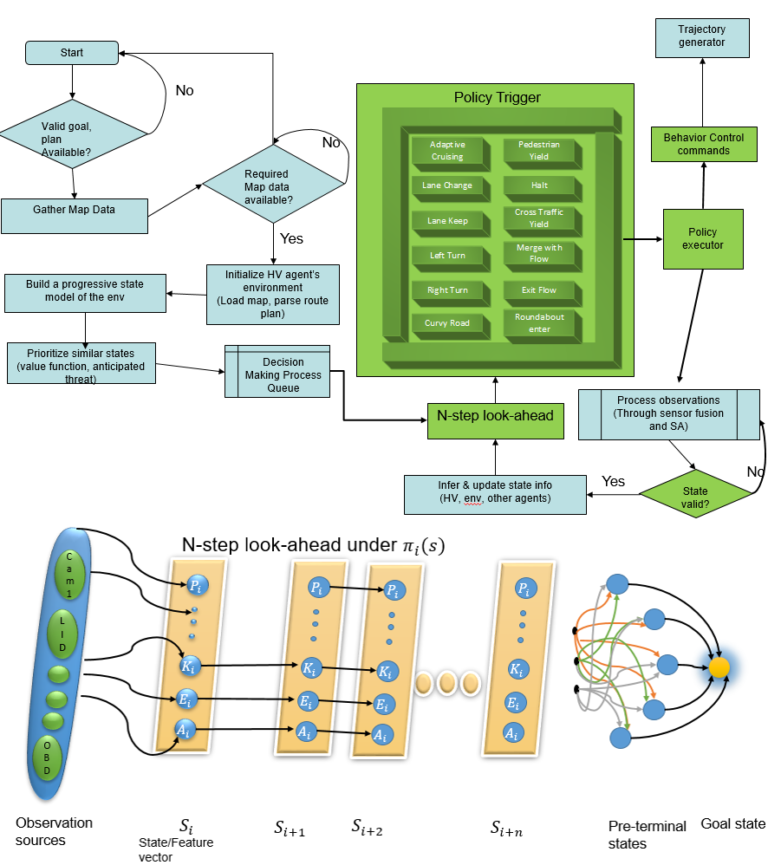 Start
No
Valid goal,
plan
Available?
Gather Map Data
No
Required
Map data
available?
Yes
Initialize HV agent's
environment
(Load map, parse route
plan)
Build a progressive state
model of the env
Prioritize similar states
(value function, anticipated
threat)
Decision
Making Process
Queue
Policy Trigger
Adaptive
Cruising
Pedestrian
Yield
Lane Change
Halt
Lane Keep
Cross Traffic
Yield
Left Turn
Merge with
Flow
Right Turn
Exit Flow
Curvy Road
Roundabout
enter
Trajectory
generator
Behavior Control
commands
Policy
executor
N-step look-ahead
Process observations
(Through sensor fusion
and SA)
No
State
valid?
Yes
Infer & update state info
(HV, env, other agents)
N-step look-ahead under π_i(s)
Cam1
LID
OBD
P_i
K_i
E_i
A_i
P_i
K_i
E_i
A_i
P_i
K_i
E_i
A_i
P_i
K_i
E_i
A_i
Observation
sources
S_i
State/Feature
vector
S_{i+1}
S_{i+2}
S_{i+n}
Pre-terminal
states
Goal state